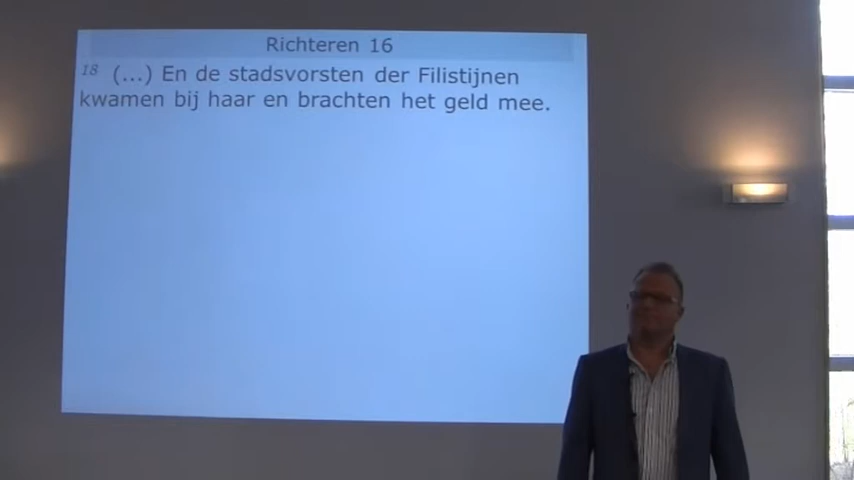 Richteren 16
18 (...) En de stadsvorsten der Filistijnen
kwamen bij haar en brachten het geld mee.